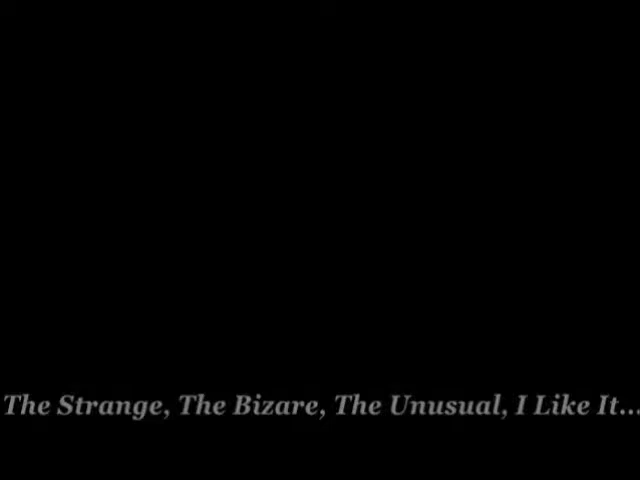 The Strange, The Bizare, The Unusual, I Like It...